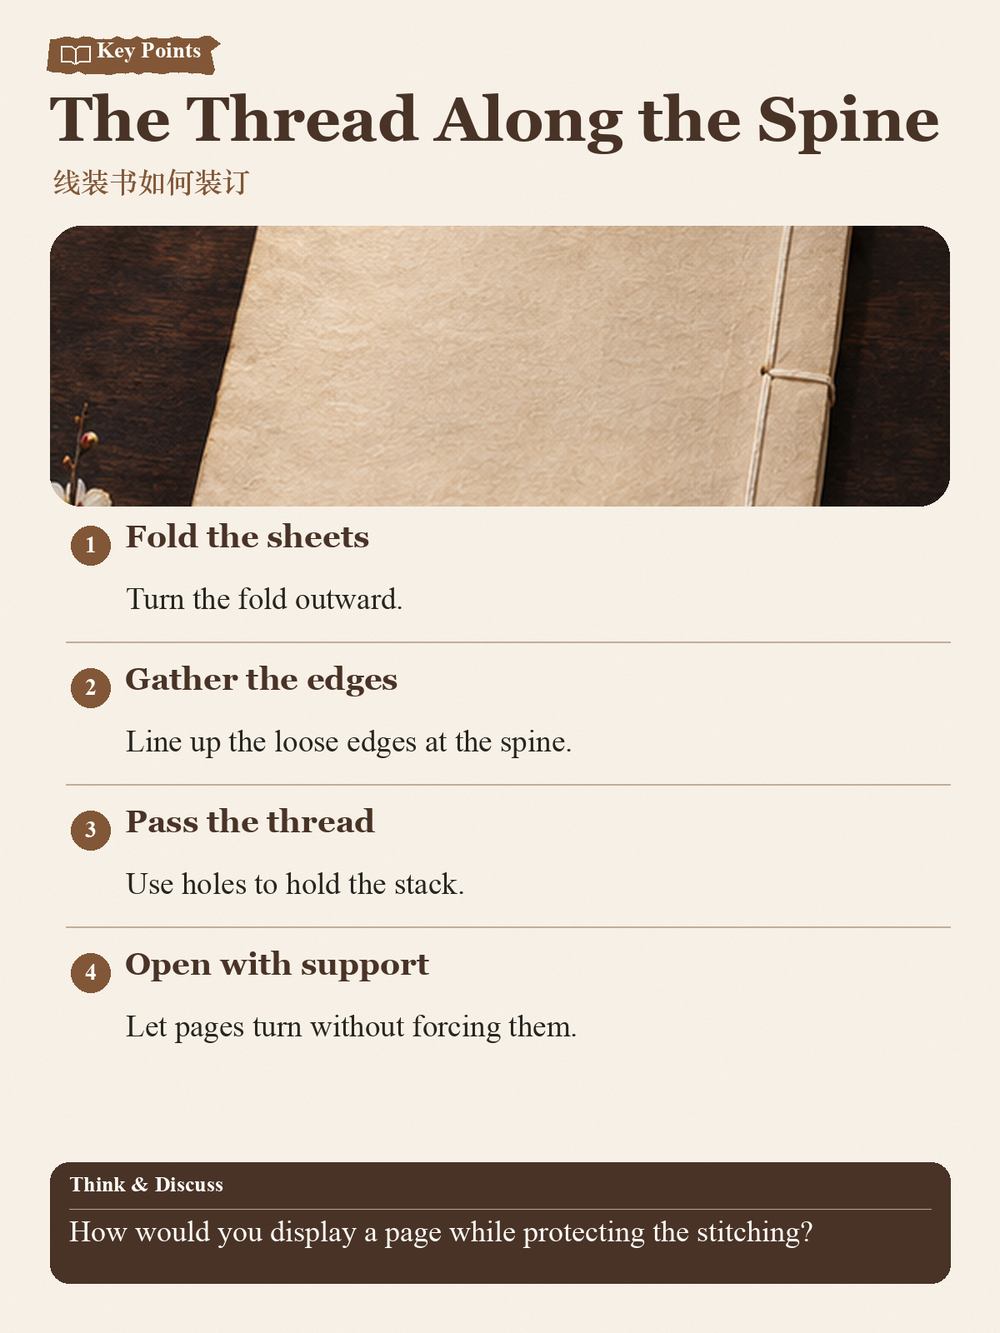 Key Points
The Thread Along the Spine
线装书如何装订
1 Fold the sheets
Turn the fold outward.
2 Gather the edges
Line up the loose edges at the spine.
3 Pass the thread
Use holes to hold the stack.
4 Open with support
Let pages turn without forcing them.
Think & Discuss
How would you display a page while protecting the stitching?